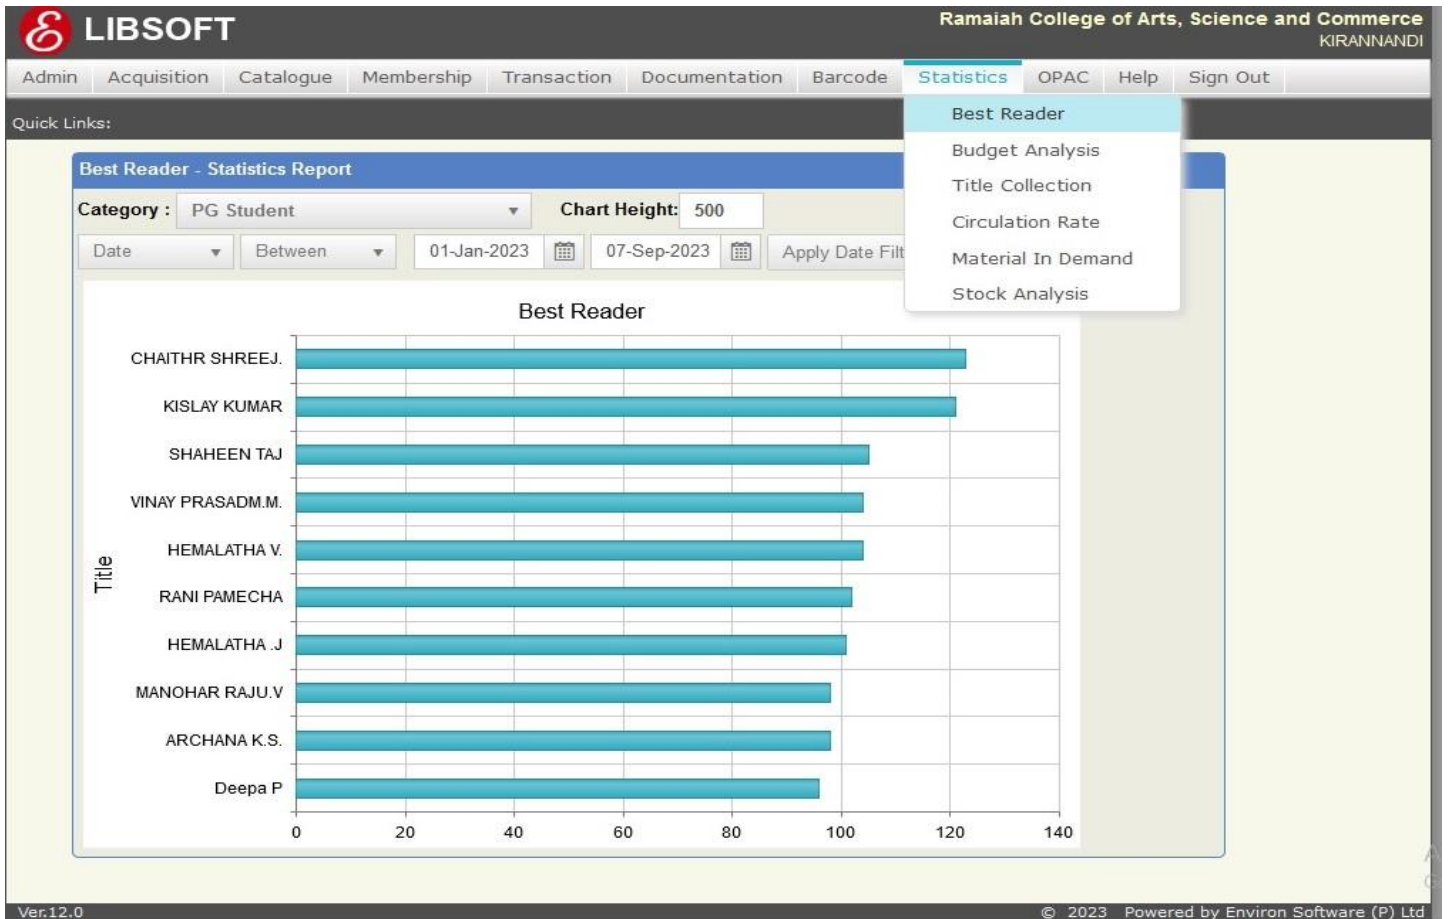 LIBSOFT
Ramaiah College of Arts, Science and Commerce
KIRANNANDI
Admin Acquisition Catalogue Membership Transaction Documentation Barcode Statistics OPAC Help Sign Out
Quick Links:
Best Reader
Budget Analysis
Title Collection
Circulation Rate
Material In Demand
Stock Analysis
Best Reader - Statistics Report
Category : PG Student Chart Height: 500
Date Between 01-Jan-2023 07-Sep-2023 Apply Date Filt
Best Reader
Title
CHAITHR SHREEJ.
KISLAY KUMAR
SHAHEEN TAJ
VINAY PRASADM.M.
HEMALATHA V.
RANI PAMECHA
HEMALATHA .J
MANOHAR RAJU.V
ARCHANA K.S.
Deepa P
0 20 40 60 80 100 120 140
Ver.12.0 © 2023 Powered by Environ Software (P) Ltd